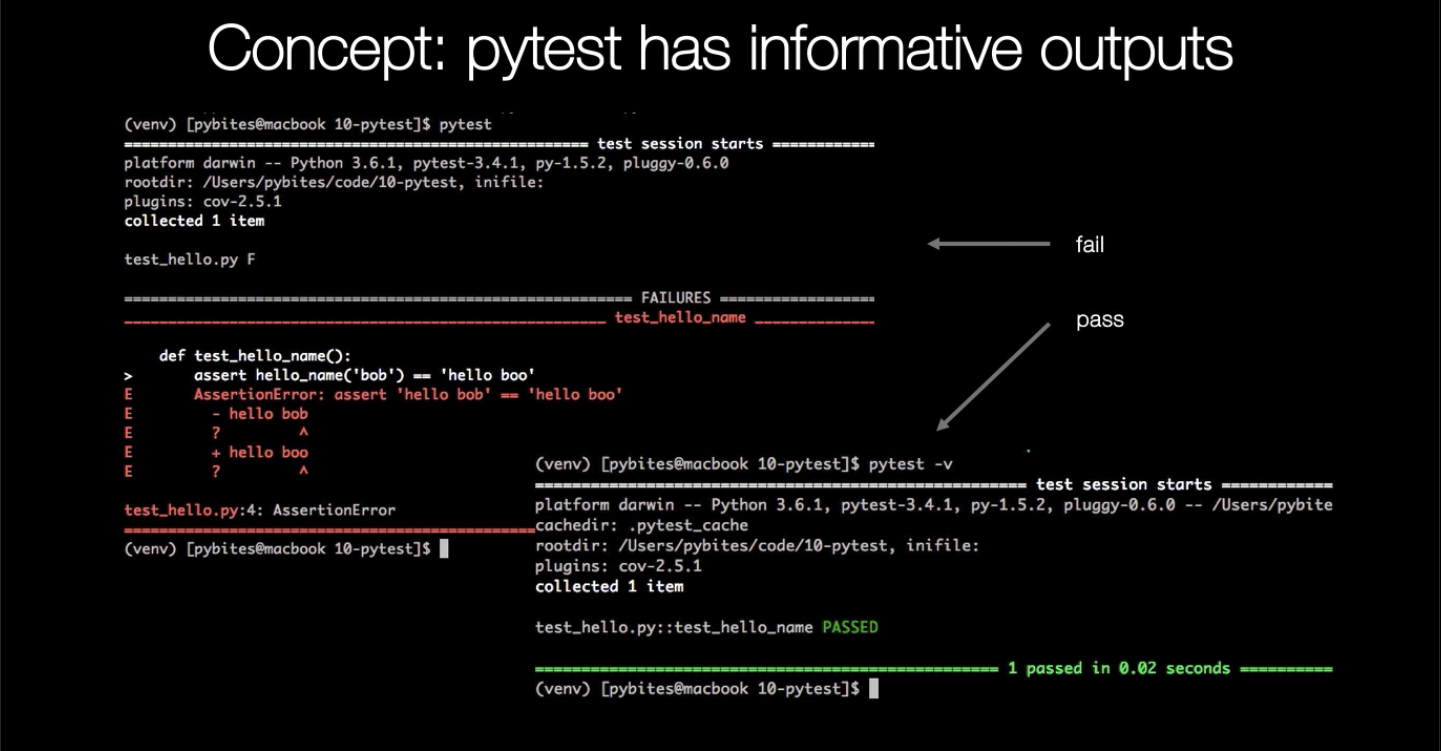 Concept: pytest has informative outputs
(venv) [pybites@macbook 10-pytest]$ pytest
===================================================== test session starts ============
platform darwin -- Python 3.6.1, pytest-3.4.1, py-1.5.2, pluggy-0.6.0
rootdir: /Users/pybites/code/10-pytest, inifile:
plugins: cov-2.5.1
collected 1 item
test_hello.py F
========================================================== FAILURES ==================
_______________________________________________________ test_hello_name ______________
    def test_hello_name():
>       assert hello_name('bob') == 'hello boo'
E       AssertionError: assert 'hello bob' == 'hello boo'
E         - hello bob
E         ?         ^
E         + hello boo
E         ?         ^
test_hello.py:4: AssertionError
===============================================
(venv) [pybites@macbook 10-pytest]$
fail
pass
(venv) [pybites@macbook 10-pytest]$ pytest -v
===================================================== test session starts ============
platform darwin -- Python 3.6.1, pytest-3.4.1, py-1.5.2, pluggy-0.6.0 -- /Users/pybite
cachedir: .pytest_cache
rootdir: /Users/pybites/code/10-pytest, inifile:
plugins: cov-2.5.1
collected 1 item
test_hello.py::test_hello_name PASSED
================================================== 1 passed in 0.02 seconds ==========
(venv) [pybites@macbook 10-pytest]$